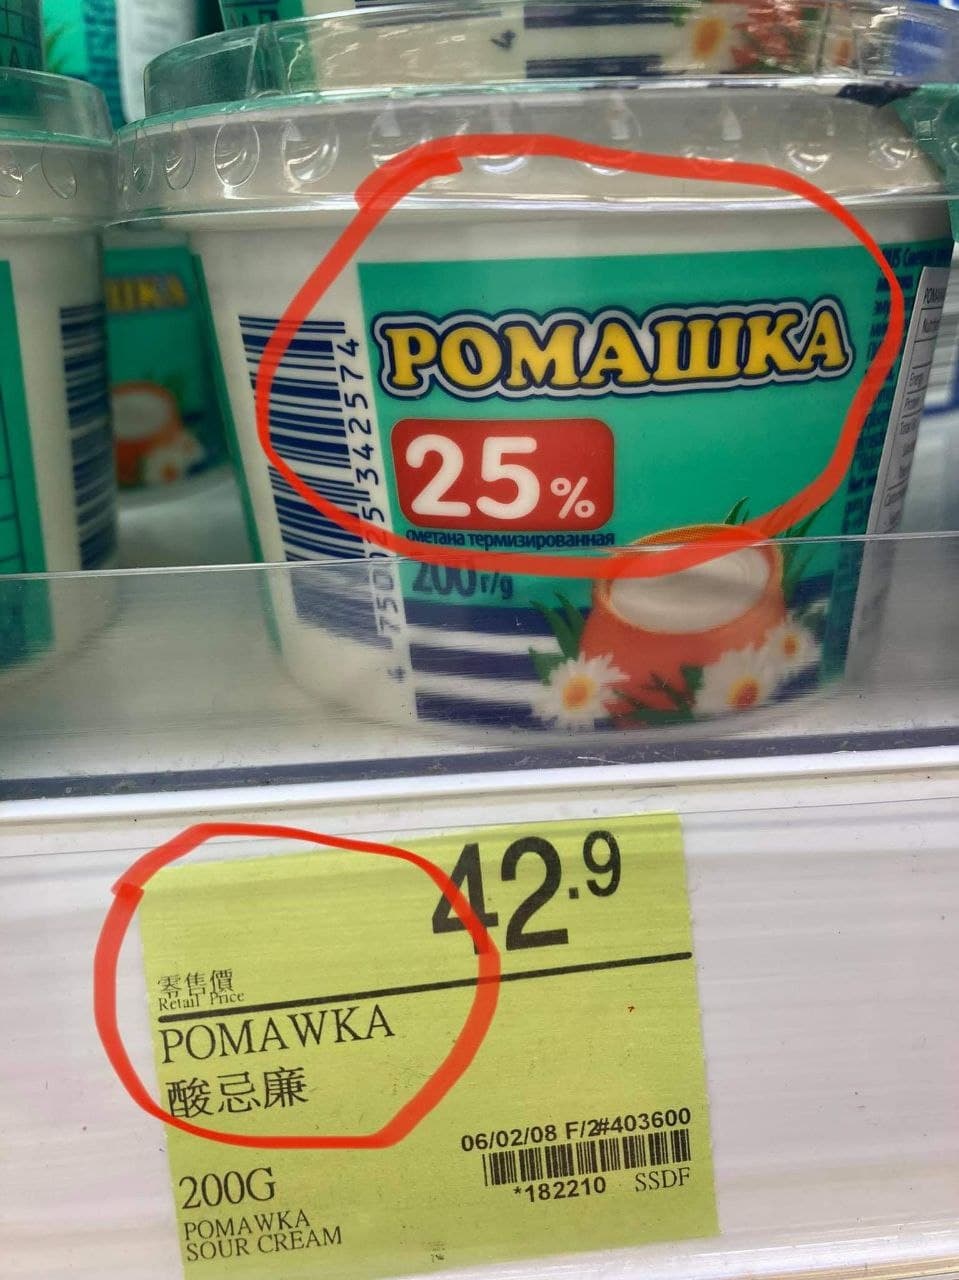 РОМАШКА
25%
сметана термизированная
200 г/g
4 750025 342574
42.9
零售價
Retail Price
POMAWKA
酸忌廉
06/02/08 F/2#403600
*182210 SSDF
200G
POMAWKA
SOUR CREAM